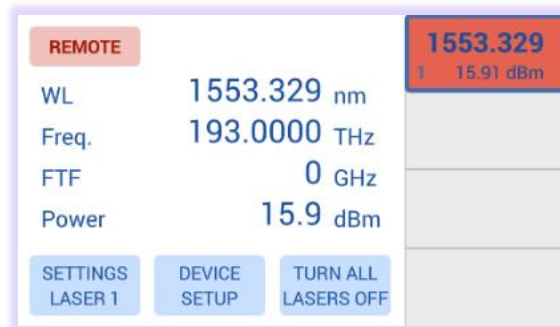 REMOTE
WL 1553.329 nm
Freq. 193.0000 THz
FTF 0 GHz
Power 15.9 dBm
SETTINGS
LASER 1
DEVICE
SETUP
TURN ALL
LASERS OFF
1553.329
1 15.91 dBm